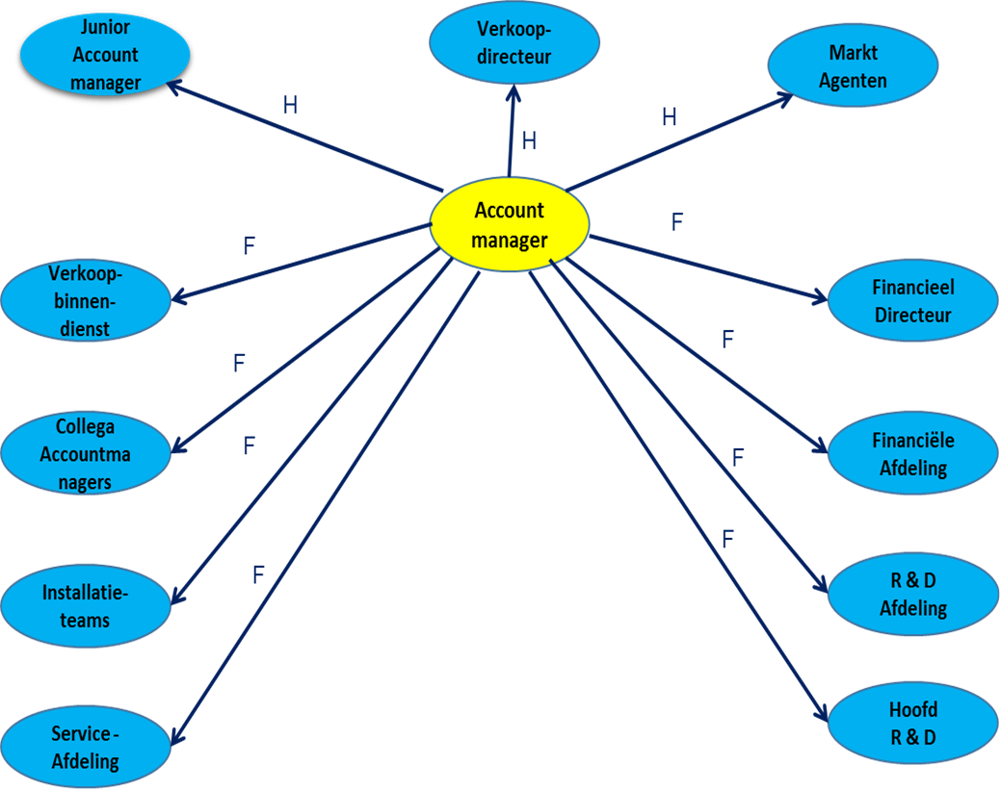 Junior
Account
manager
Verkoop-
directeur
Markt
Agenten
H
H
H
Account
manager
F
F
Verkoop-
binnen-
dienst
Financieel
Directeur
F
F
Collega
Accountma
nagers
Financiële
Afdeling
F
F
Installatie-
teams
R & D
Afdeling
F
F
Service -
Afdeling
Hoofd
R & D